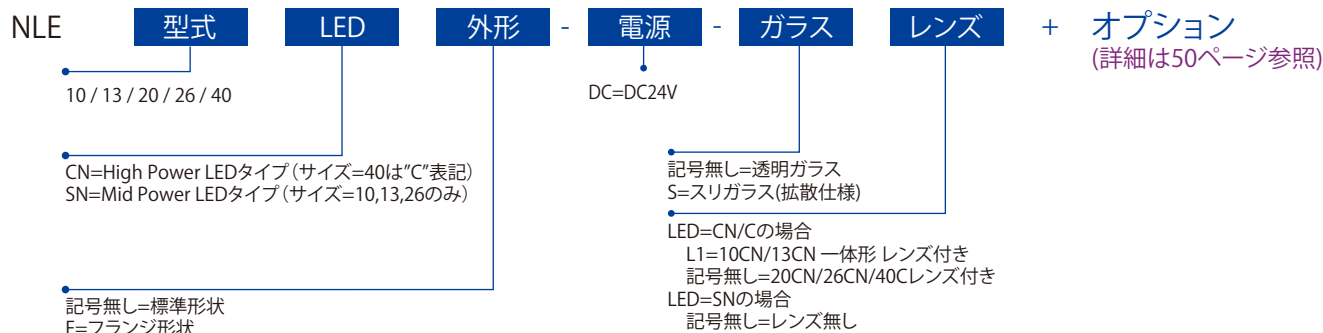 NLE 型式 LED 外形 - 電源 - ガラス レンズ + オプション
(詳細は50ページ参照)
10 / 13 / 20 / 26 / 40
DC=DC24V
CN=High Power LEDタイプ(サイズ=40は"C"表記)
SN=Mid Power LEDタイプ(サイズ=10,13,26のみ)
記号無し=透明ガラス
S=スリガラス(拡散仕様)
LED=CN/Cの場合
L1=10CN/13CN 一体形 レンズ付き
記号無し=20CN/26CN/40Cレンズ付き
LED=SNの場合
記号無し=レンズ無し
記号無し=標準形状
F=フランジ形状